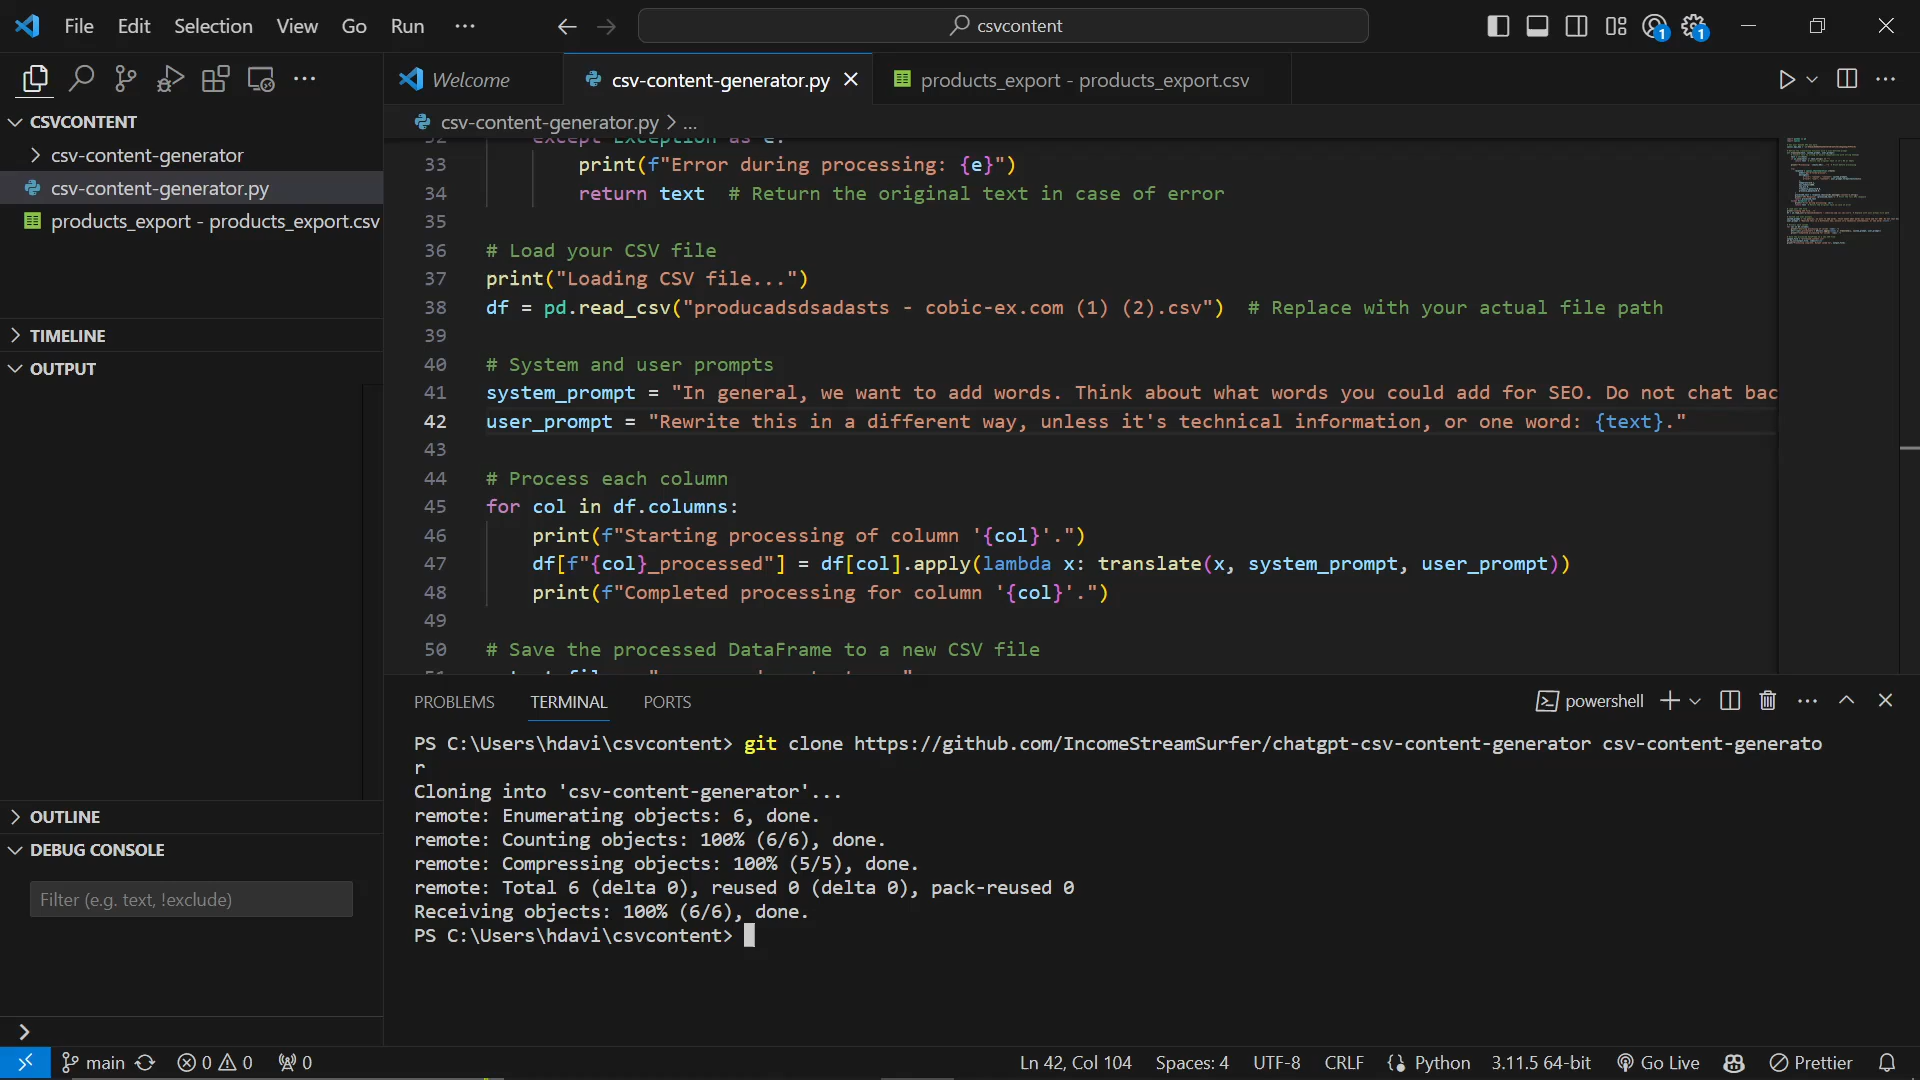 File Edit Selection View Go Run ··· csvcontent 1 1
CSVCONTENT
csv-content-generator
csv-content-generator.py
products_export - products_export.csv
TIMELINE
OUTPUT
OUTLINE
DEBUG CONSOLE
Filter (e.g. text, !exclude)
Welcome csv-content-generator.py products_export - products_export.csv
csv-content-generator.py > ...
33 print(f"Error during processing: {e}")
34 return text # Return the original text in case of error
35
36 # Load your CSV file
37 print("Loading CSV file...")
38 df = pd.read_csv("producadsdsadasts - cobic-ex.com (1) (2).csv") # Replace with your actual file path
39
40 # System and user prompts
41 system_prompt = "In general, we want to add words. Think about what words you could add for SEO. Do not chat bac
42 user_prompt = "Rewrite this in a different way, unless it's technical information, or one word: {text}."
43
44 # Process each column
45 for col in df.columns:
46 print(f"Starting processing of column '{col}'.")
47 df[f"{col}_processed"] = df[col].apply(lambda x: translate(x, system_prompt, user_prompt))
48 print(f"Completed processing for column '{col}'.")
49
50 # Save the processed DataFrame to a new CSV file
PROBLEMS TERMINAL PORTS powershell
PS C:\Users\hdavi\csvcontent> git clone https://github.com/IncomeStreamSurfer/chatgpt-csv-content-generator csv-content-generato
r
Cloning into 'csv-content-generator'...
remote: Enumerating objects: 6, done.
remote: Counting objects: 100% (6/6), done.
remote: Compressing objects: 100% (5/5), done.
remote: Total 6 (delta 0), reused 0 (delta 0), pack-reused 0
Receiving objects: 100% (6/6), done.
PS C:\Users\hdavi\csvcontent>
main 0 0 0 Ln 42, Col 104 Spaces: 4 UTF-8 CRLF Python 3.11.5 64-bit Go Live Prettier